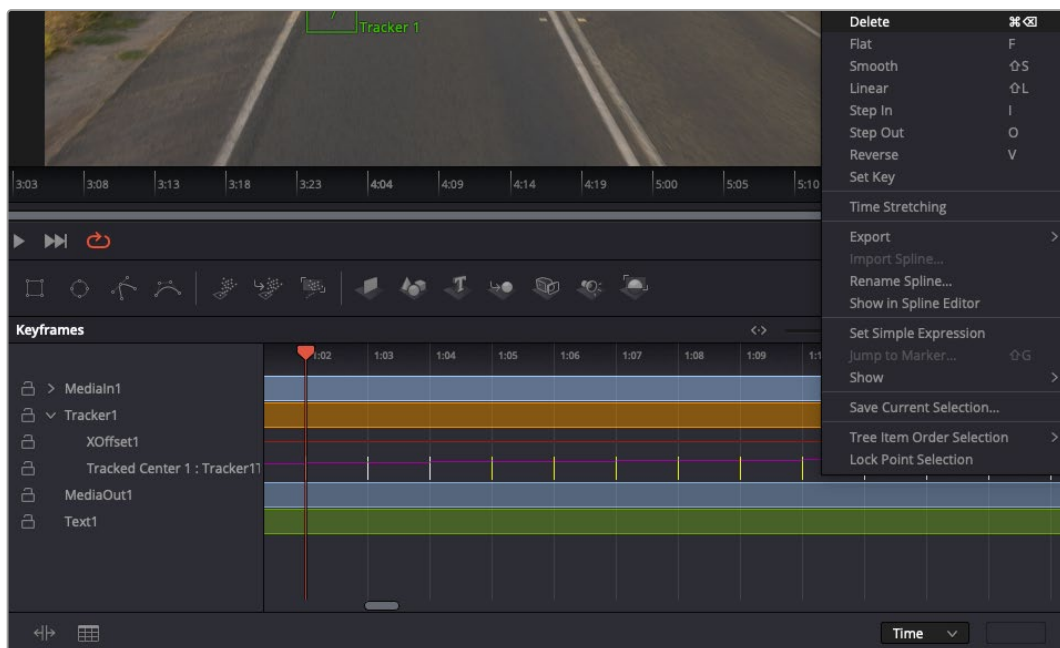 Tracker 1
3:03 3:08 3:13 3:18 3:23 4:04 4:09 4:14 4:19 5:00 5:05 5:10
Delete ⌘⌫
Flat F
Smooth ⇧S
Linear ⇧L
Step In I
Step Out O
Reverse V
Set Key
Time Stretching
Export
Import Spline...
Rename Spline...
Show in Spline Editor
Set Simple Expression
Jump to Marker... ⇧G
Show
Save Current Selection...
Tree Item Order Selection
Lock Point Selection
Keyframes
1:02 1:03 1:04 1:05 1:06 1:07 1:08 1:09
MediaIn1
Tracker1
XOffset1
Tracked Center 1 : Tracker1
MediaOut1
Text1
Time